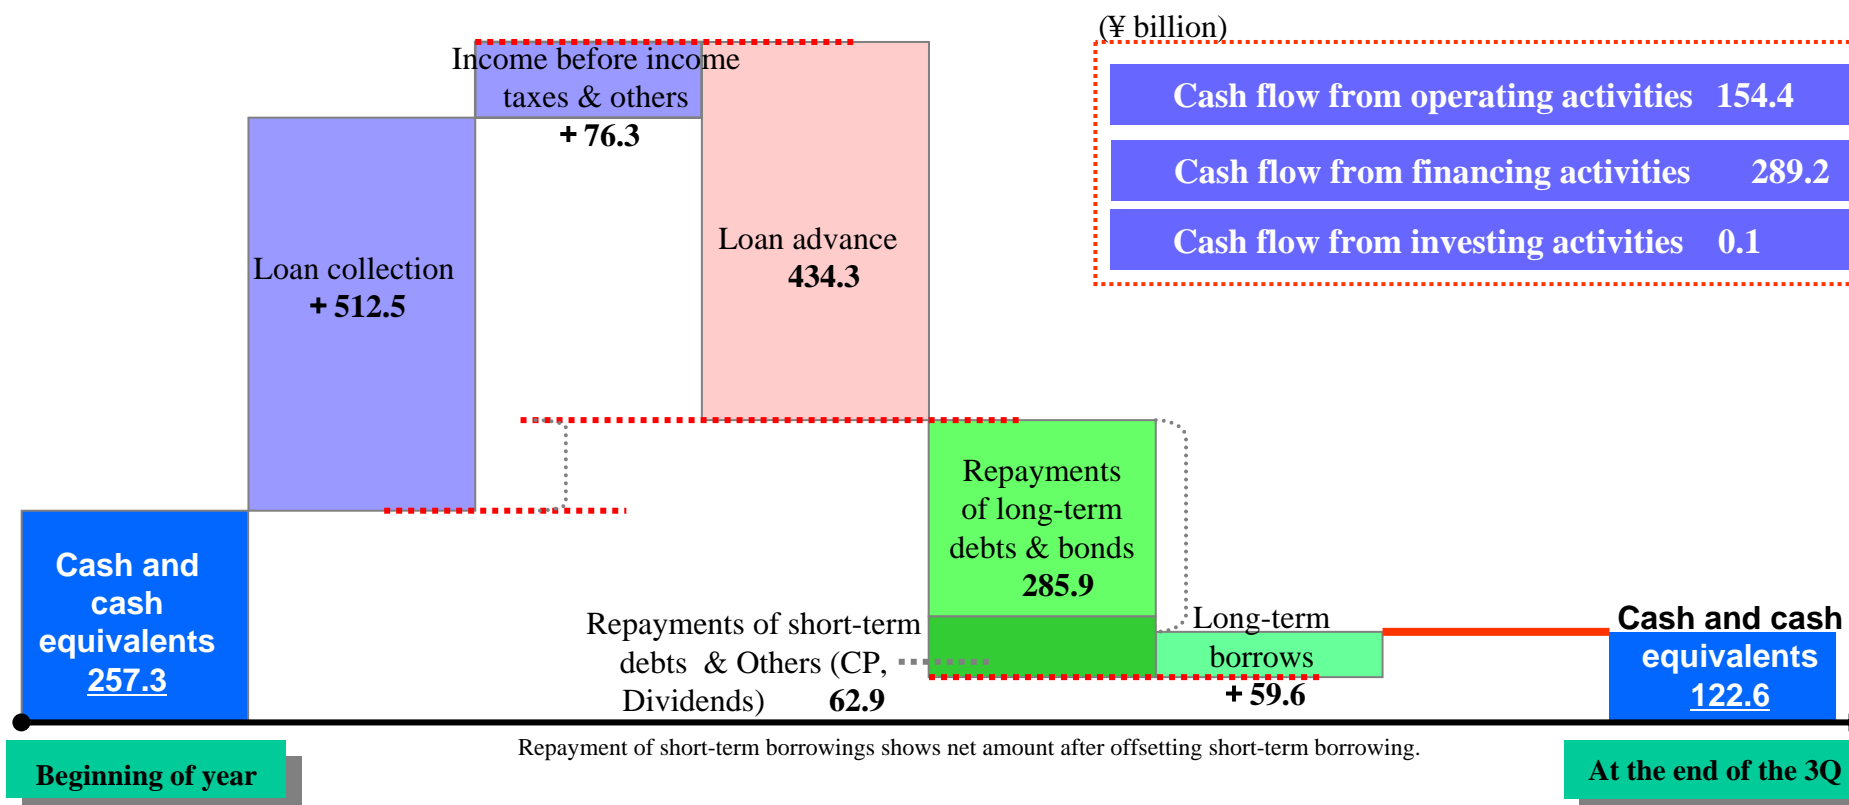 (¥ billion)
Cash flow from operating activities 154.4
Cash flow from financing activities 289.2
Cash flow from investing activities 0.1
Income before income
taxes & others
+ 76.3
Loan advance
434.3
Loan collection
+ 512.5
Repayments
of long-term
debts & bonds
285.9
Cash and
cash
equivalents
257.3
Repayments of short-term
debts & Others (CP,
Dividends) 62.9
Long-term
borrows
+ 59.6
Cash and cash
equivalents
122.6
Repayment of short-term borrowings shows net amount after offsetting short-term borrowing.
Beginning of year
At the end of the 3Q